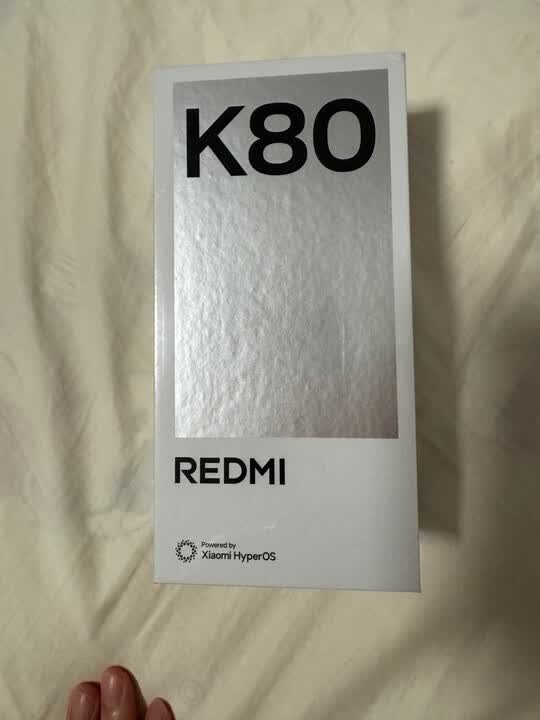 K80
REDMI
Powered by
Xiaomi HyperOS